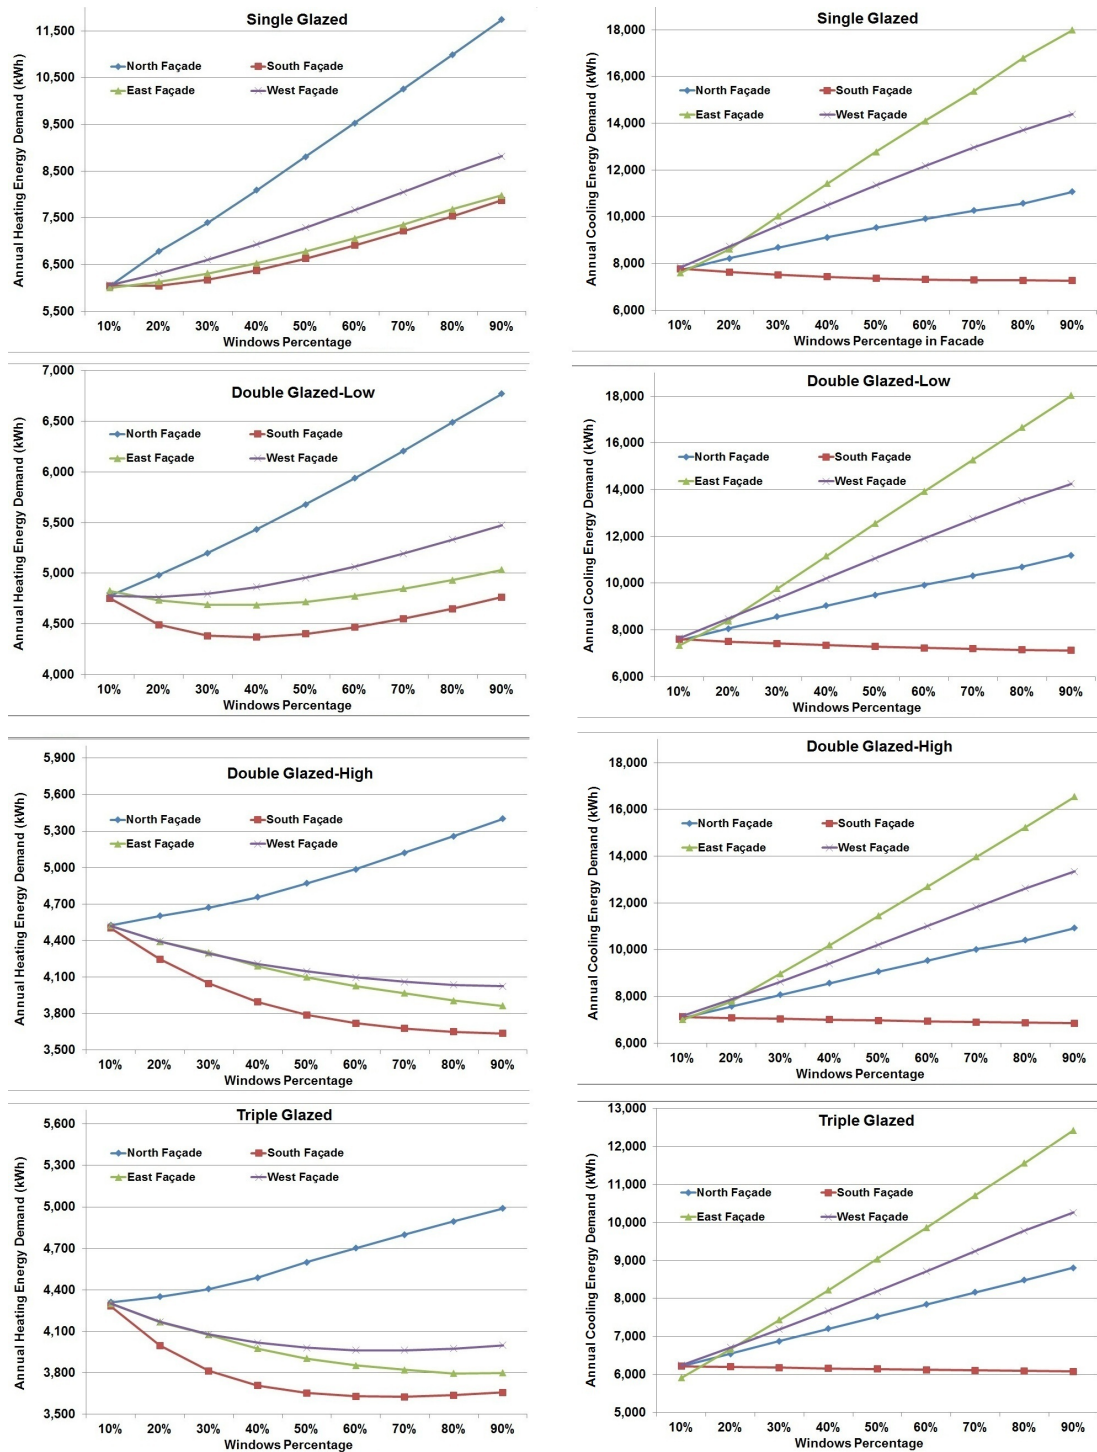 Single Glazed
Annual Heating Energy Demand (kWh)
11,500
10,500
9,500
8,500
7,500
6,500
5,500
North Façade South Façade
East Façade West Façade
10% 20% 30% 40% 50% 60% 70% 80% 90%
Windows Percentage
Single Glazed
Annual Cooling Energy Demand (kWh)
18,000
16,000
14,000
12,000
10,000
8,000
6,000
North Façade South Façade
East Façade West Façade
10% 20% 30% 40% 50% 60% 70% 80% 90%
Windows Percentage in Facade
Double Glazed-Low
Annual Heating Energy Demand (kWh)
7,000
6,500
6,000
5,500
5,000
4,500
4,000
North Façade South Façade
East Façade West Façade
10% 20% 30% 40% 50% 60% 70% 80% 90%
Windows Percentage
Double Glazed-Low
Annual Cooling Energy Demand (kWh)
18,000
16,000
14,000
12,000
10,000
8,000
6,000
North Façade South Façade
East Façade West Façade
10% 20% 30% 40% 50% 60% 70% 80% 90%
Windows Percentage
Double Glazed-High
Annual Heating Energy Demand (kWh)
5,900
5,600
5,300
5,000
4,700
4,400
4,100
3,800
3,500
North Façade South Façade
East Façade West Façade
10% 20% 30% 40% 50% 60% 70% 80% 90%
Windows Percentage
Double Glazed-High
Annual Cooling Energy Demand (kWh)
18,000
16,000
14,000
12,000
10,000
8,000
6,000
North Façade South Façade
East Façade West Façade
10% 20% 30% 40% 50% 60% 70% 80% 90%
Windows Percentage
Triple Glazed
Annual Heating Energy Demand (kWh)
5,600
5,300
5,000
4,700
4,400
4,100
3,800
3,500
North Façade South Façade
East Façade West Façade
10% 20% 30% 40% 50% 60% 70% 80% 90%
Windows Percentage
Triple Glazed
Annual Cooling Energy Demand (kWh)
13,000
12,000
11,000
10,000
9,000
8,000
7,000
6,000
5,000
North Façade South Façade
East Façade West Façade
10% 20% 30% 40% 50% 60% 70% 80% 90%
Windows Percentage